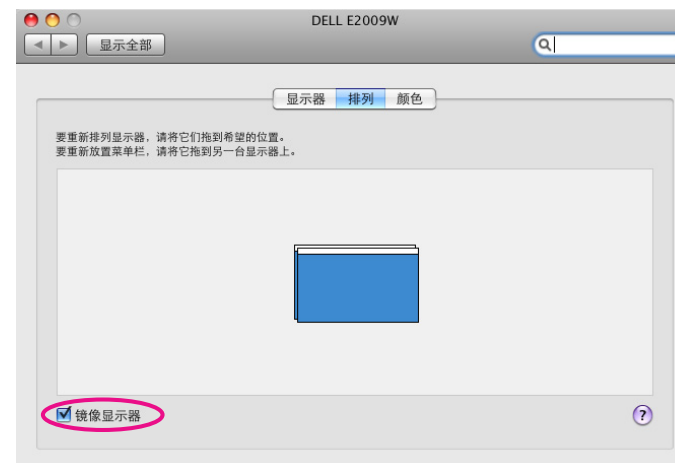 DELL E2009W
显示全部
显示器 排列 颜色
要重新排列显示器，请将它们拖到希望的位置。
要重新放置菜单栏，请将它拖到另一台显示器上。
镜像显示器
?